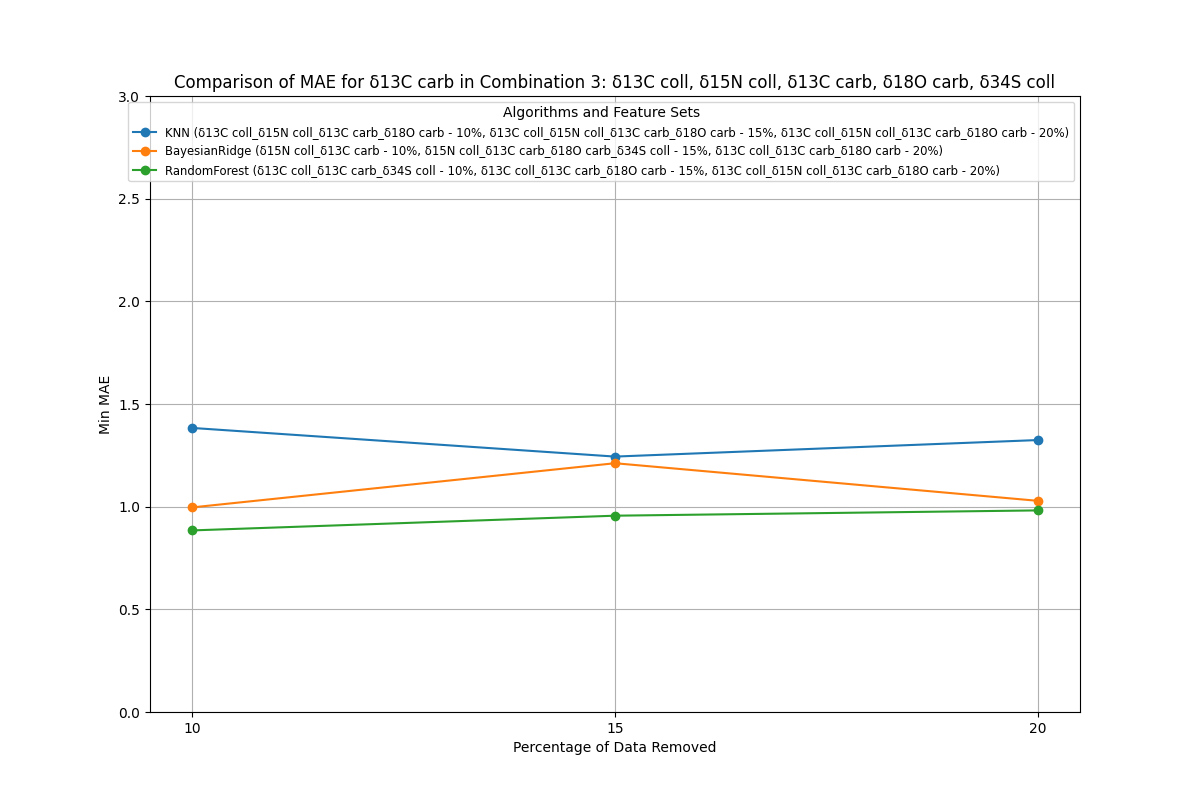 Comparison of MAE for δ13C carb in Combination 3: δ13C coll, δ15N coll, δ13C carb, δ18O carb, δ34S coll
3.0
Algorithms and Feature Sets
KNN (δ13C coll_δ15N coll_δ13C carb_δ18O carb - 10%, δ13C coll_δ15N coll_δ13C carb_δ18O carb - 15%, δ13C coll_δ15N coll_δ13C carb_δ18O carb - 20%)
BayesianRidge (δ15N coll_δ13C carb - 10%, δ15N coll_δ13C carb_δ18O carb_δ34S coll - 15%, δ13C coll_δ13C carb_δ18O carb - 20%)
RandomForest (δ13C coll_δ13C carb_δ34S coll - 10%, δ13C coll_δ13C carb_δ18O carb - 15%, δ13C coll_δ15N coll_δ13C carb_δ18O carb - 20%)
2.5
2.0
1.5
1.0
0.5
0.0
Min MAE
10
15
20
Percentage of Data Removed